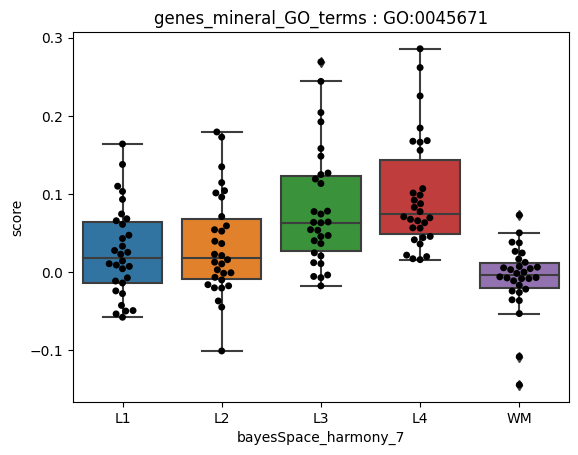 genes_mineral_GO_terms : GO:0045671
score
0.3
0.2
0.1
0.0
−0.1
L1 L2 L3 L4 WM
bayesSpace_harmony_7